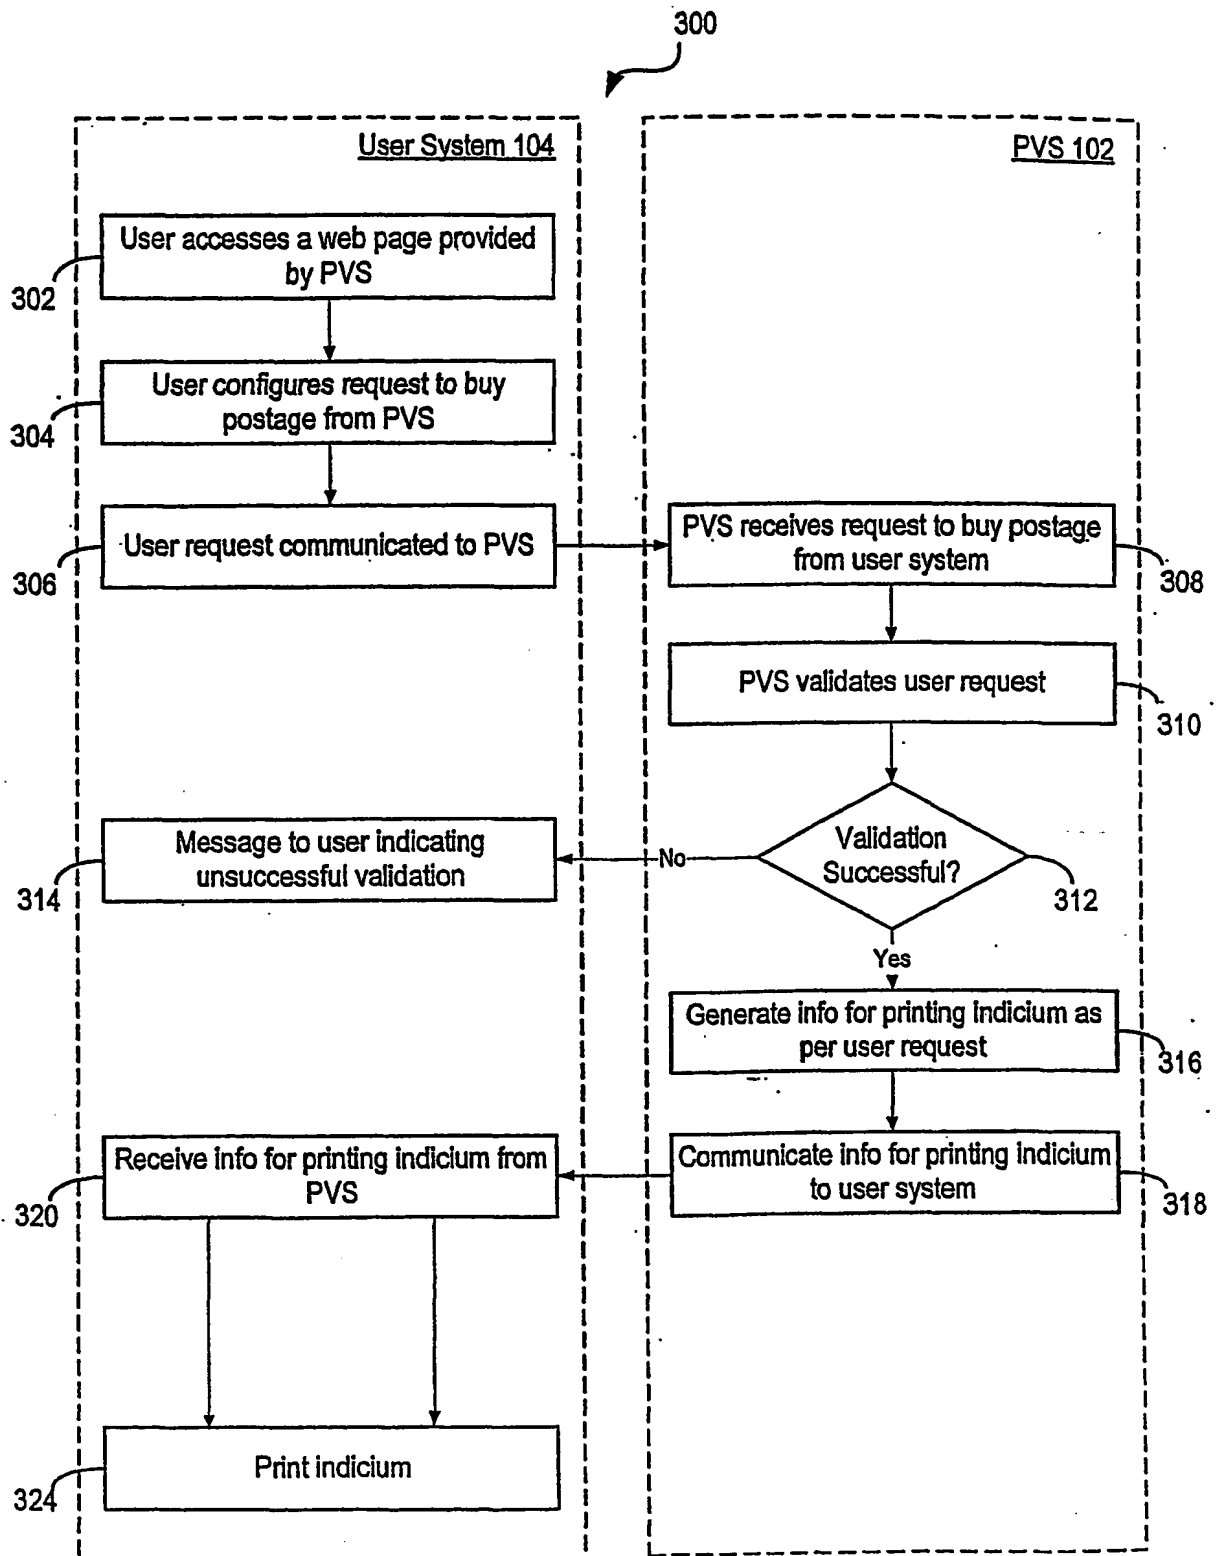 300
User System 104
PVS 102
User accesses a web page provided
by PVS
302
User configures request to buy
postage from PVS
304
User request communicated to PVS
306
PVS receives request to buy postage
from user system
308
PVS validates user request
310
Validation
Successful?
312
No
Message to user indicating
unsuccessful validation
314
Yes
Generate info for printing indicium as
per user request
316
Communicate info for printing indicium
to user system
318
Receive info for printing indicium from
PVS
320
Print indicium
324